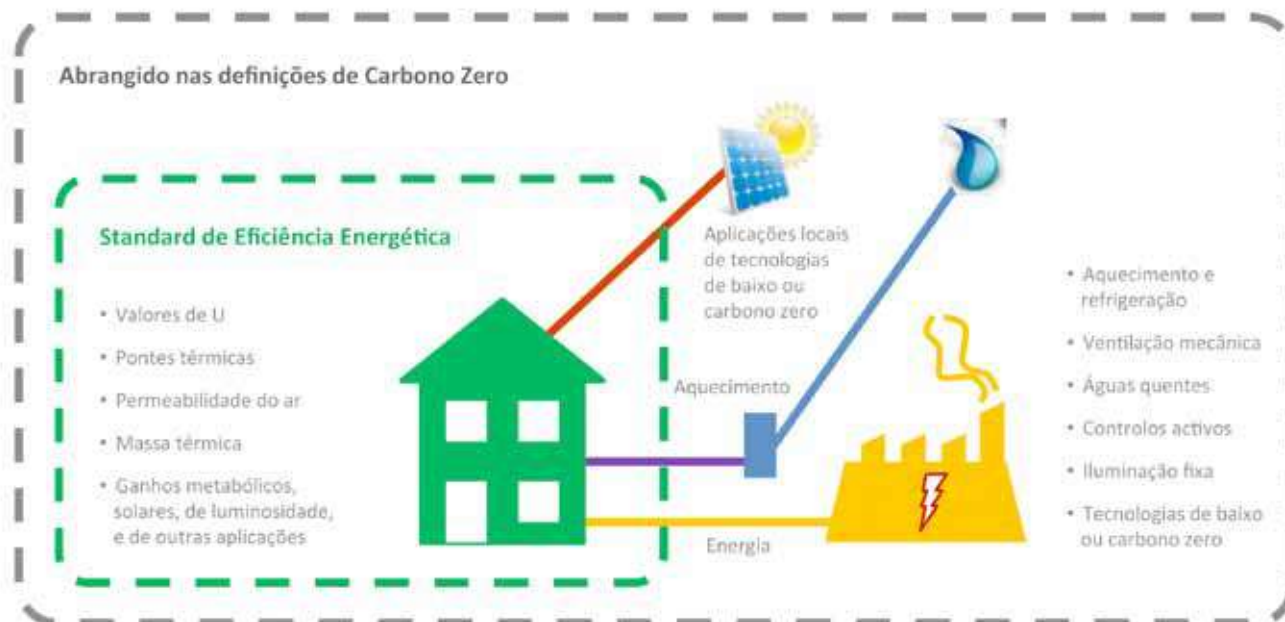 Abrangido nas definições de Carbono Zero
Standard de Eficiência Energética
• Valores de U
• Pontes térmicas
• Permeabilidade do ar
• Massa térmica
• Ganhos metabólicos,
solares, de luminosidade,
e de outras aplicações
Aplicações locais
de tecnologias
de baixo ou
carbono zero
Aquecimento
Energia
• Aquecimento e
refrigeração
• Ventilação mecânica
• Águas quentes
• Controlos activos
• Iluminação fixa
• Tecnologias de baixo
ou carbono zero